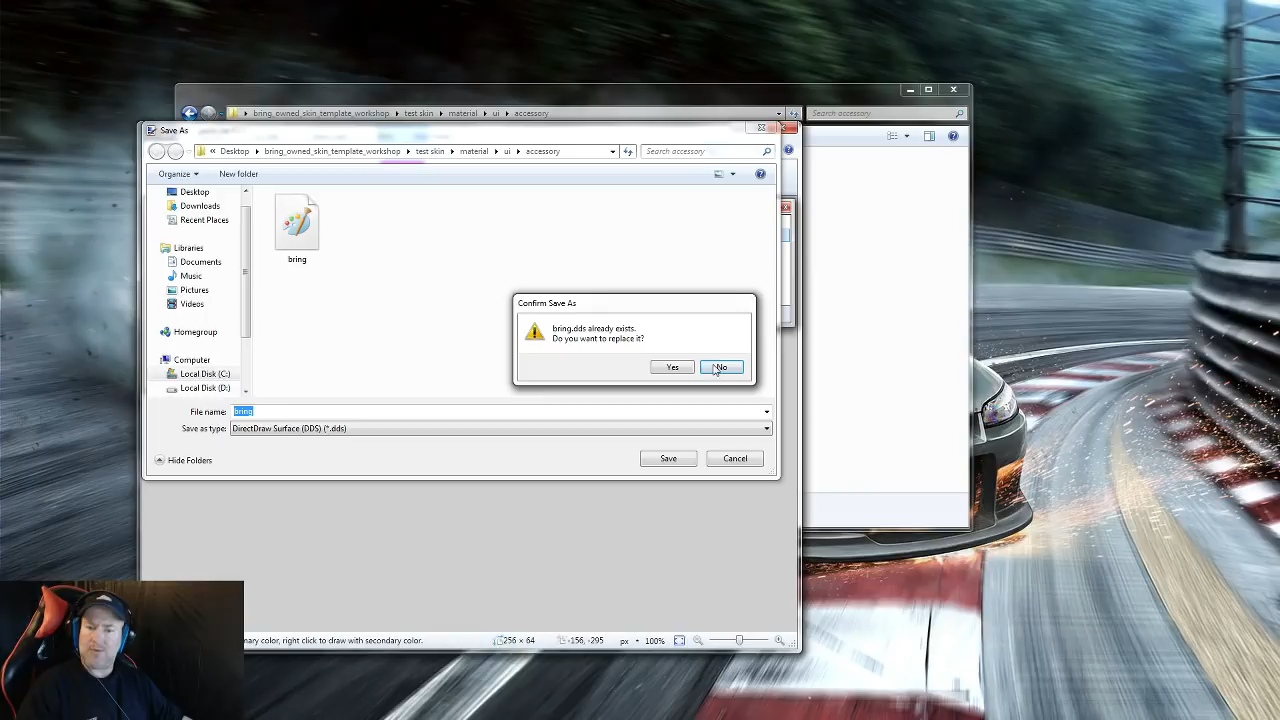 bring_owned_skin_template_workshop test skin material ui accessory
Search accessory
Save As
Desktop bring_owned_skin_template_workshop test skin material ui accessory
Search accessory
Organize
New folder
Desktop
Downloads
Recent Places
Libraries
Documents
Music
Pictures
Videos
Homegroup
Computer
Local Disk (C:)
Local Disk (D:)
bring
Confirm Save As
bring.dds already exists.
Do you want to replace it?
Yes
No
File name: bring
Save as type: DirectDraw Surface (DDS) (*.dds)
Hide Folders
Save
Cancel
color, right click to draw with secondary color.
256 × 64
-156, -295
px
100%